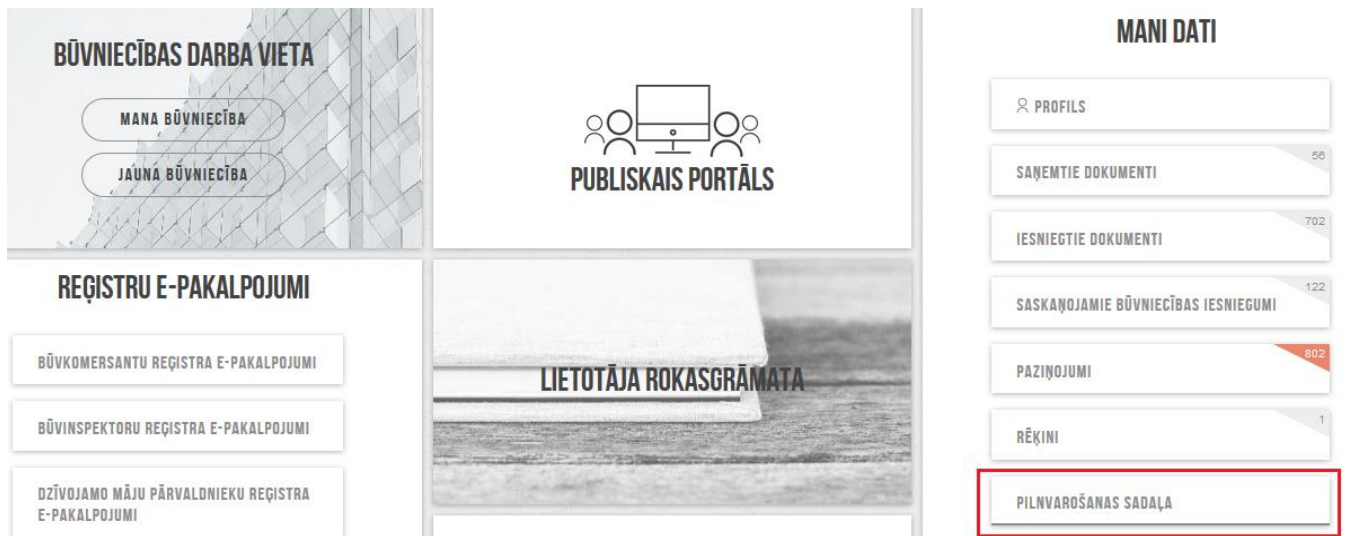 BŪVNIECĪBAS DARBA VIETA
MANA BŪVNIECĪBA
JAUNA BŪVNIECĪBA
PUBLISKAIS PORTĀLS
REĢISTRU E-PAKALPOJUMI
BŪVKOMERSANTU REĢISTRA E-PAKALPOJUMI
BŪVINSPEKTORU REĢISTRA E-PAKALPOJUMI
DZĪVOJAMO MĀJU PĀRVALDNIEKU REĢISTRA
E-PAKALPOJUMI
LIETOTĀJA ROKASGRĀMATA
MANI DATI
PROFILS
SAŅEMTIE DOKUMENTI 56
IESNIEGTIE DOKUMENTI 702
SASKAŅOJAMIE BŪVNIECĪBAS IESNIEGUMI 122
PAZIŅOJUMI 802
RĒĶINI 1
PILNVAROŠANAS SADAĻA